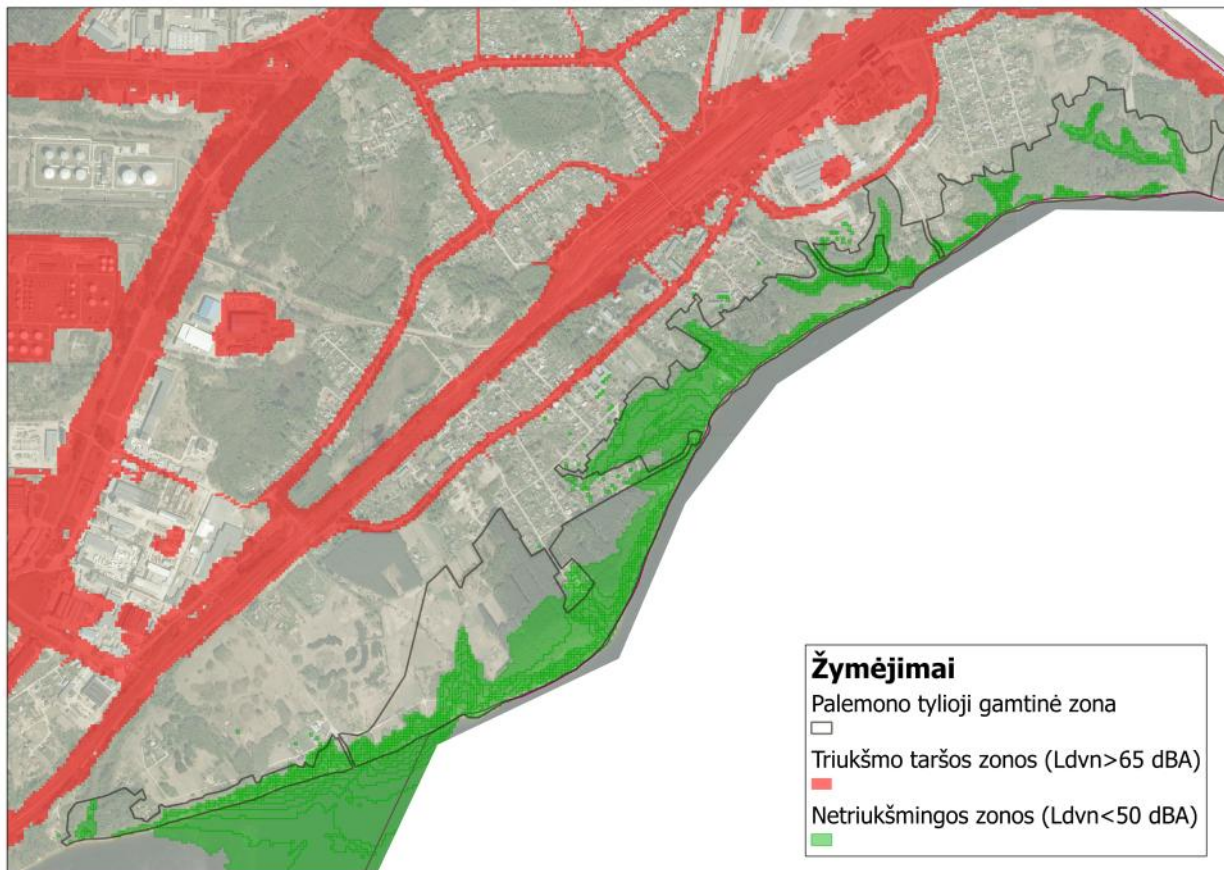 Žymėjimai
Palemono tylioji gamtinė zona
Triukšmo taršos zonos (Ldvn>65 dBA)
Netriukšmingos zonos (Ldvn<50 dBA)